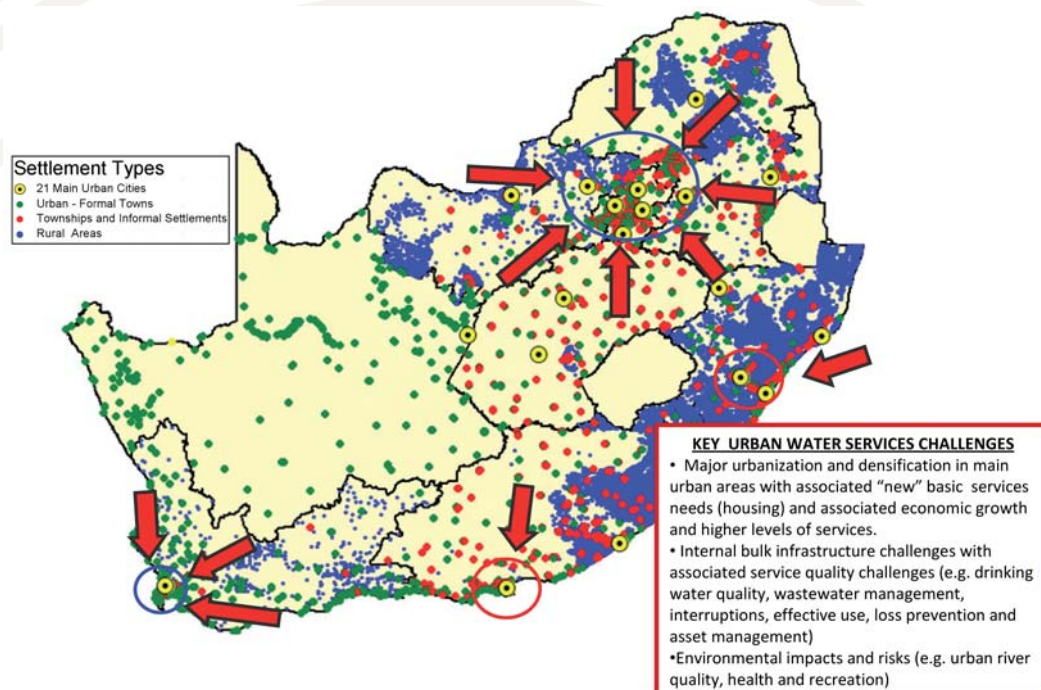 Settlement Types
21 Main Urban Cities
Urban - Formal Towns
Townships and Informal Settlements
Rural Areas
KEY URBAN WATER SERVICES CHALLENGES
• Major urbanization and densification in main
urban areas with associated “new” basic services
needs (housing) and associated economic growth
and higher levels of services.
• Internal bulk infrastructure challenges with
associated service quality challenges (e.g. drinking
water quality, wastewater management,
interruptions, effective use, loss prevention and
asset management)
•Environmental impacts and risks (e.g. urban river
quality, health and recreation)